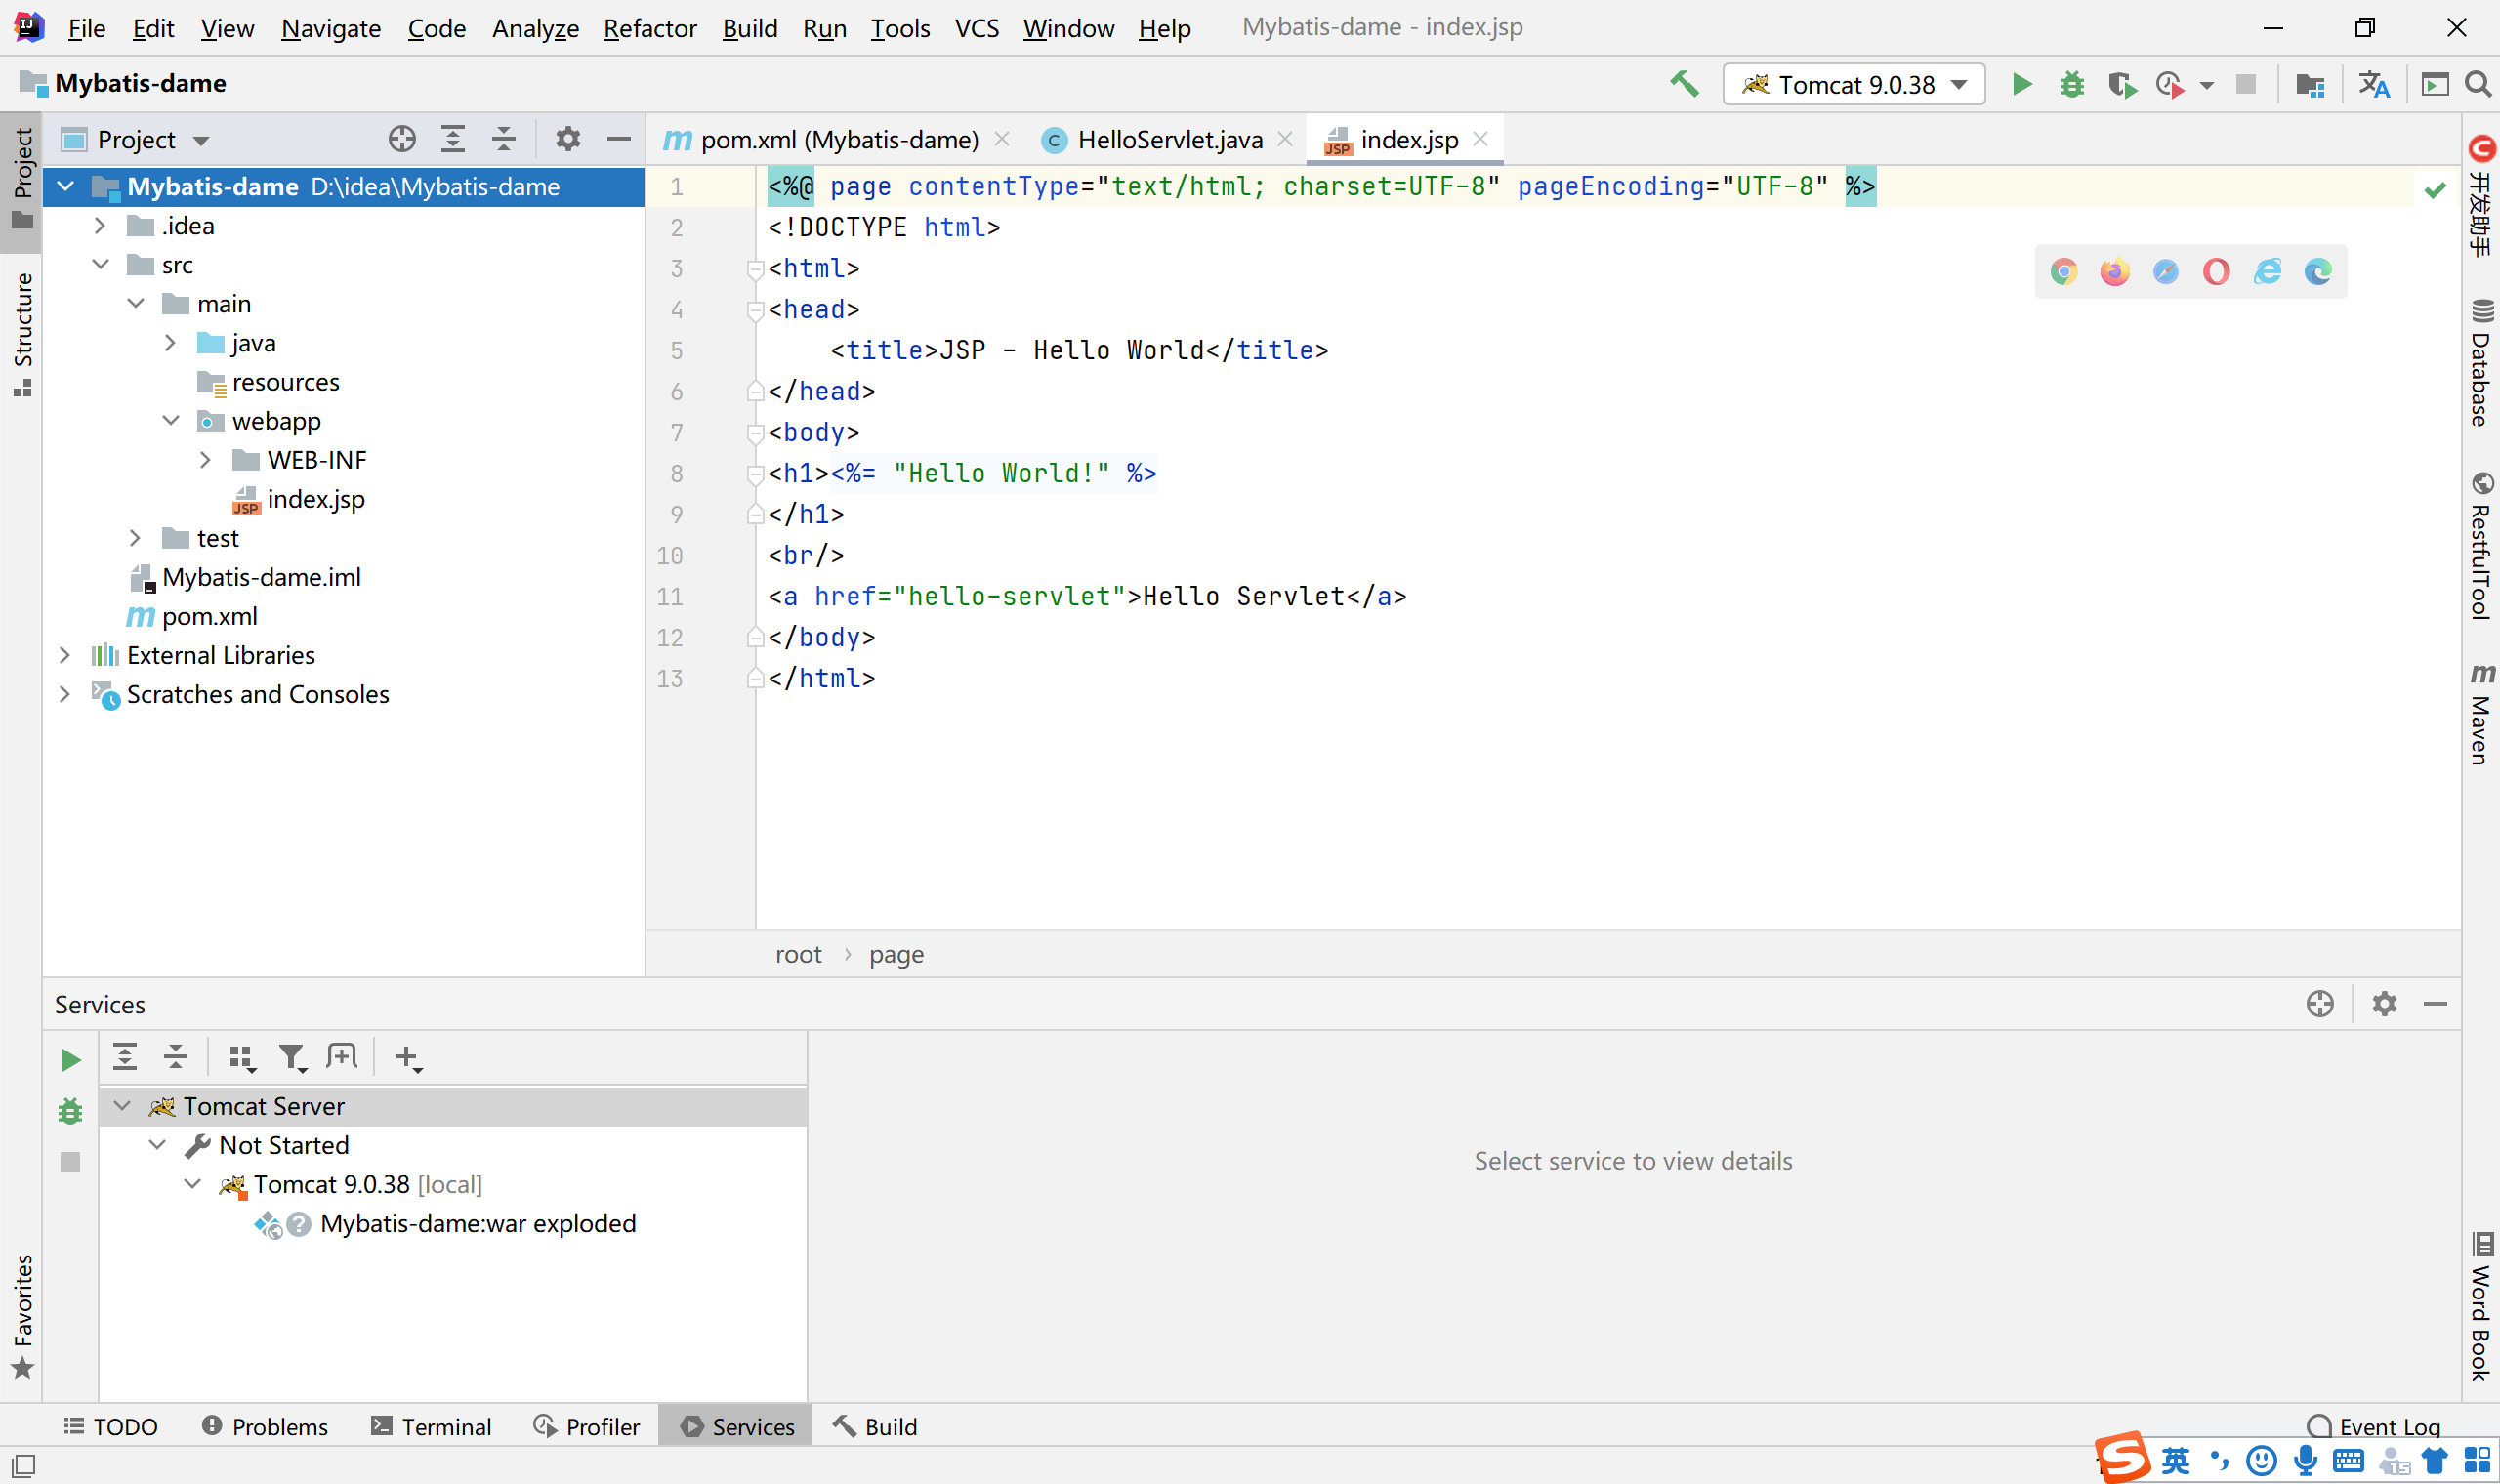 File Edit View Navigate Code Analyze Refactor Build Run Tools VCS Window Help Mybatis-dame - index.jsp
Mybatis-dame
Tomcat 9.0.38
Project
pom.xml (Mybatis-dame)
HelloServlet.java
index.jsp
Project
Structure
Favorites
Mybatis-dame D:\idea\Mybatis-dame
.idea
src
main
java
resources
webapp
WEB-INF
JSP index.jsp
test
Mybatis-dame.iml
pom.xml
External Libraries
Scratches and Consoles
1 <%@ page contentType="text/html; charset=UTF-8" pageEncoding="UTF-8" %>
2 <!DOCTYPE html>
3 <html>
4 <head>
5 <title>JSP - Hello World</title>
6 </head>
7 <body>
8 <h1><%= "Hello World!" %>
9 </h1>
10 <br/>
11 <a href="hello-servlet">Hello Servlet</a>
12 </body>
13 </html>
root › page
开发助手
Database
RestfulTool
Maven
Word Book
Services
Tomcat Server
Not Started
Tomcat 9.0.38 [local]
Mybatis-dame:war exploded
Select service to view details
TODO Problems Terminal Profiler Services Build Event Log
英